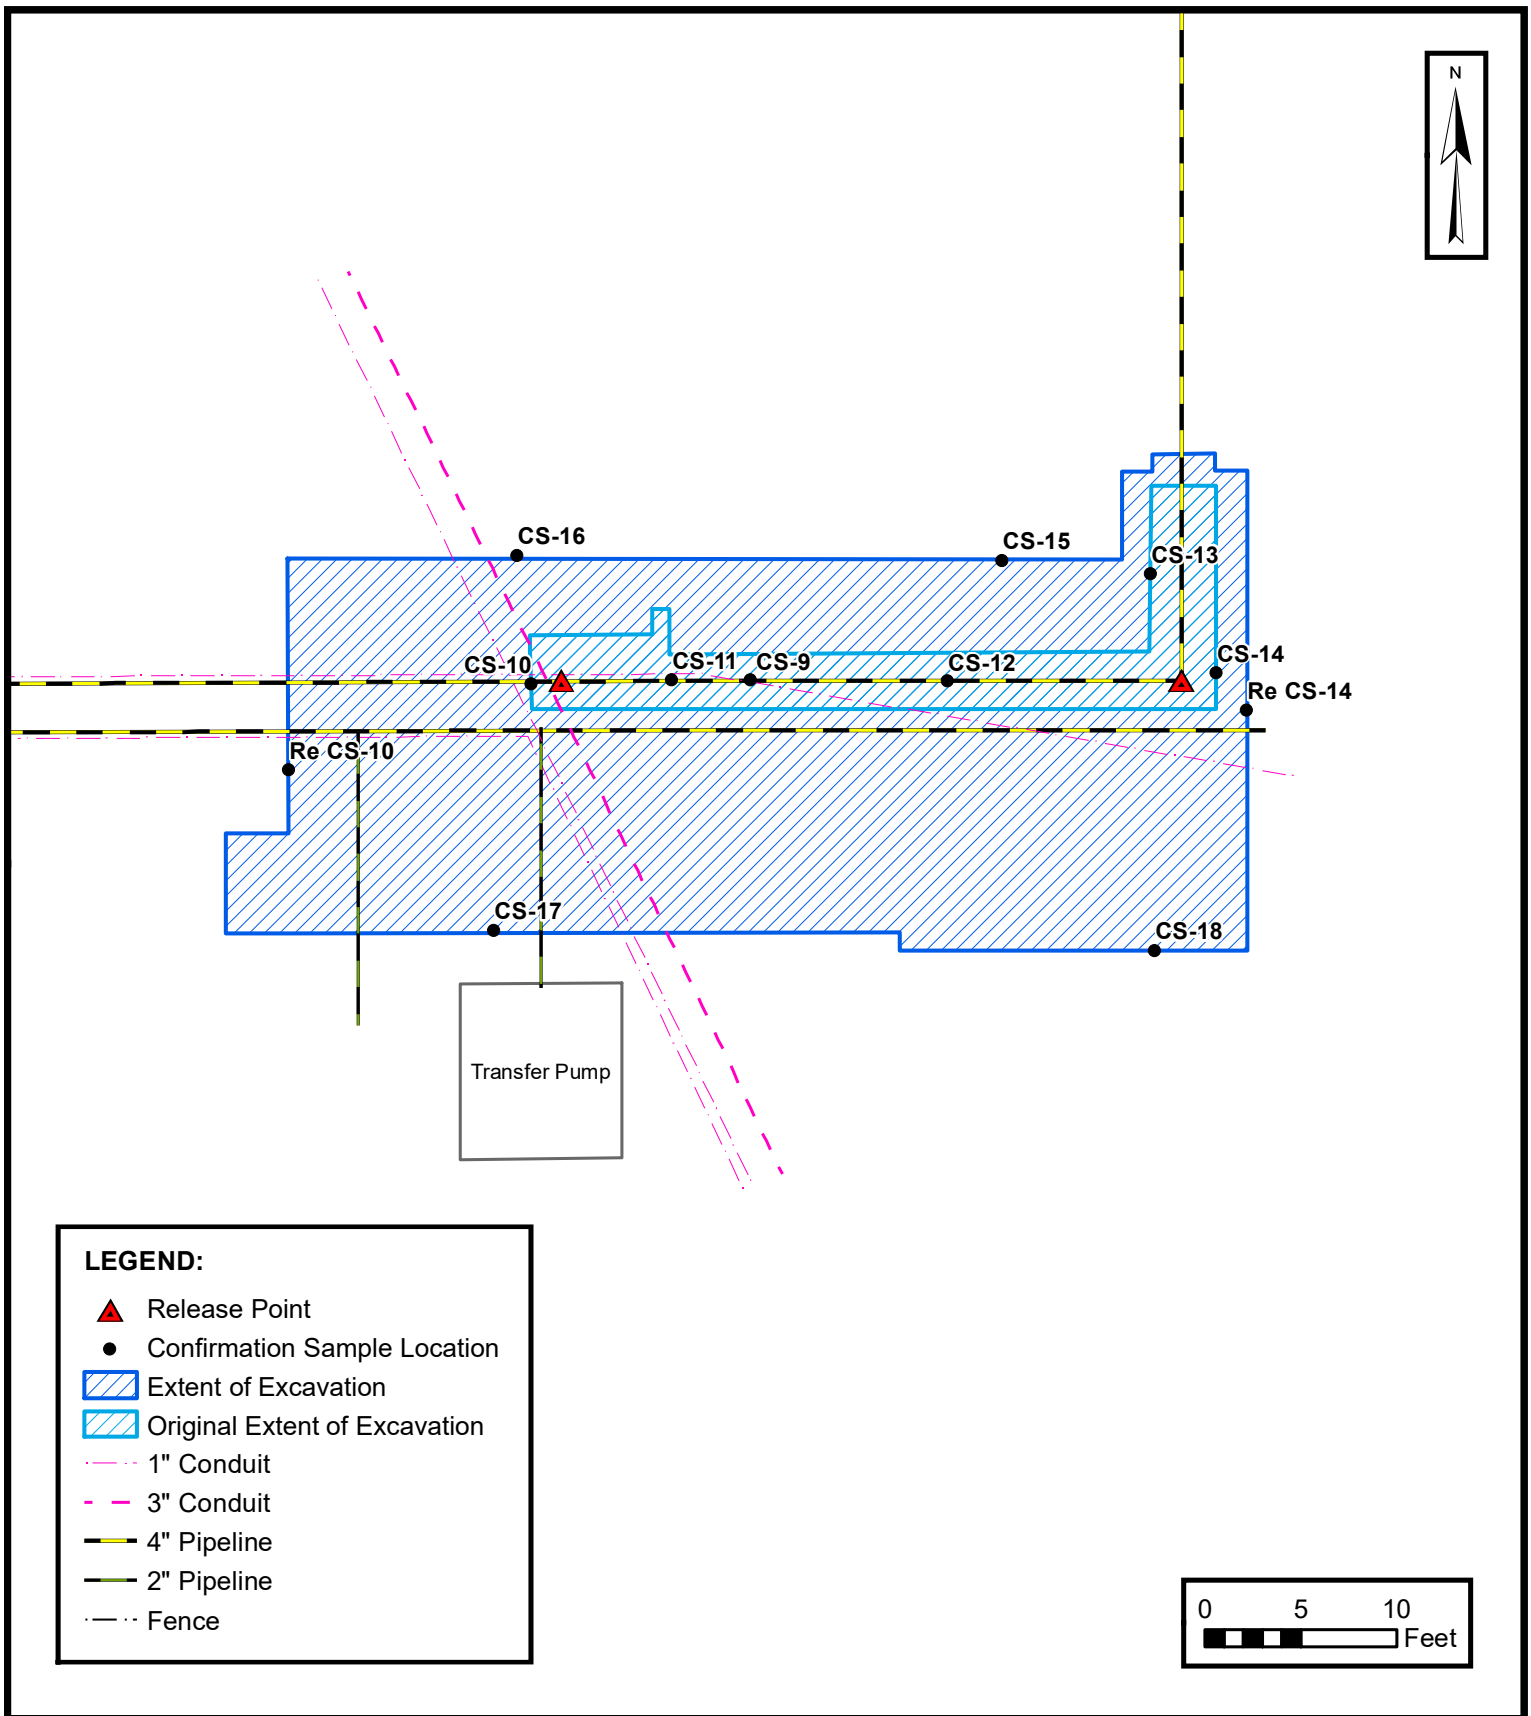 N
CS-16
CS-15
CS-13
CS-10
CS-11
CS-9
CS-12
CS-14
Re CS-14
Re CS-10
CS-17
CS-18
Transfer Pump
LEGEND:
Release Point
Confirmation Sample Location
Extent of Excavation
Original Extent of Excavation
1" Conduit
3" Conduit
4" Pipeline
2" Pipeline
Fence
0 5 10
Feet